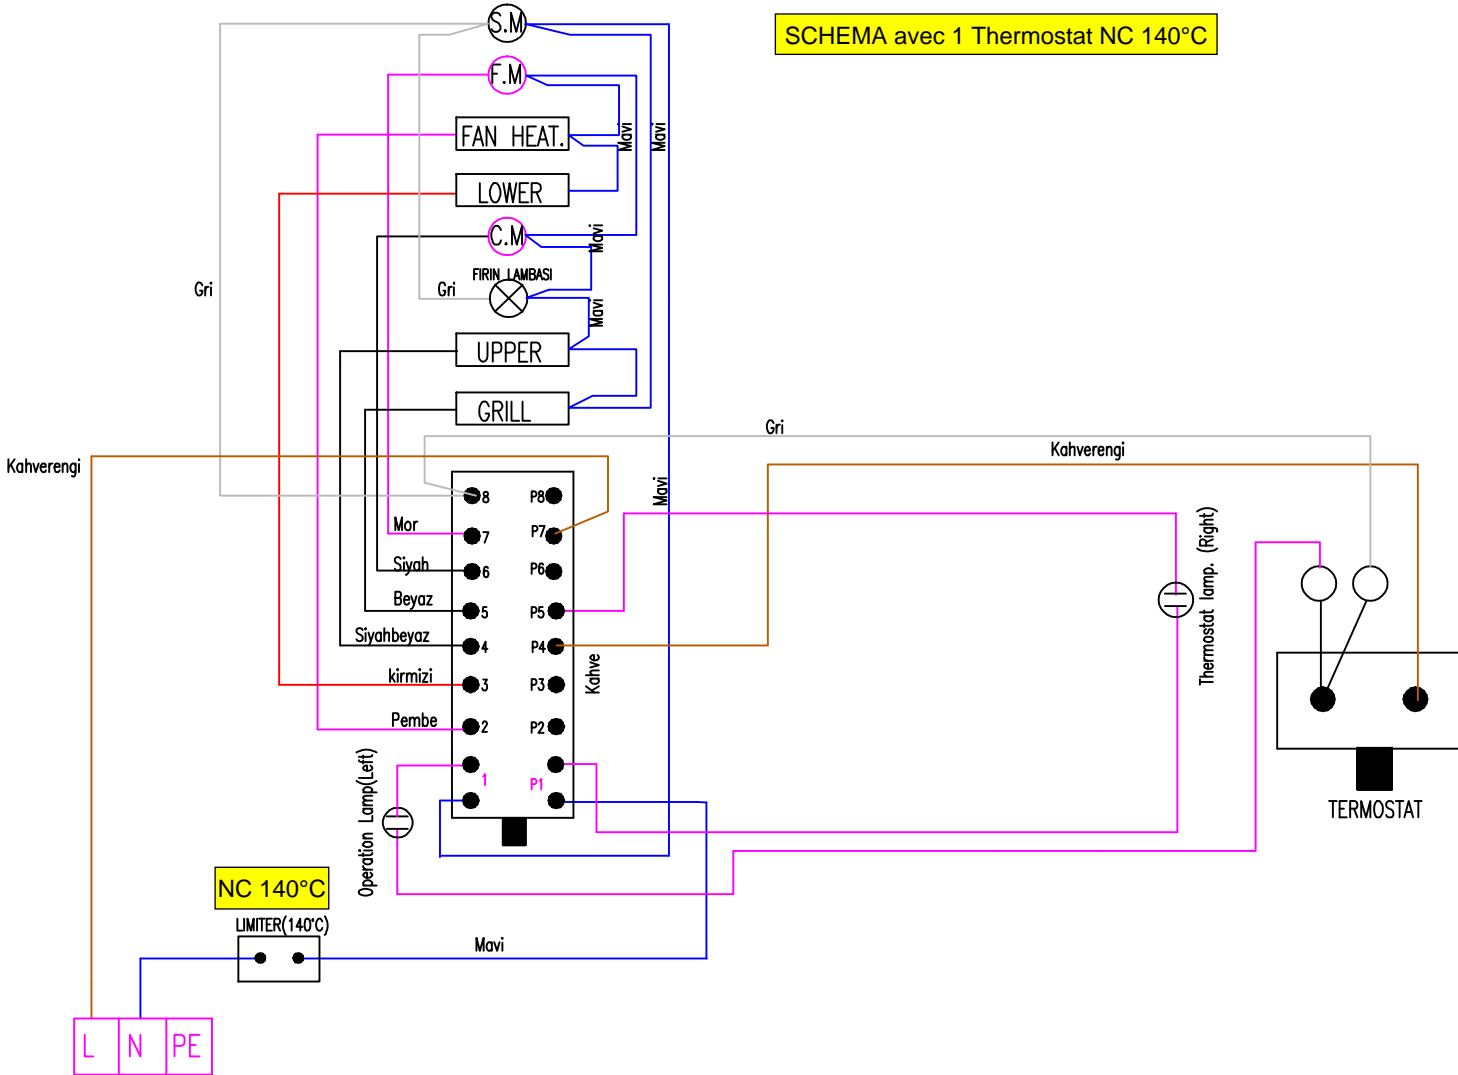 SCHEMA avec 1 Thermostat NC 140°C
S.M
F.M
Mavi
FAN HEAT.
Mavi
Mavi
LOWER
C.M
Mavi
FIRIN LAMBASI
Gri
Gri
Mavi
UPPER
GRILL
Gri
Kahverengi
Kahverengi
Mavi
8
P8
Mor
7
P7
Siyah
6
P6
Beyaz
5
P5
Siyahbeyaz
4
P4
Kahve
kirmizi
3
P3
Pembe
2
P2
1
P1
Thermostat lamp. (Right)
Operation Lamp(Left)
TERMOSTAT
NC 140°C
LIMITER(140°C)
Mavi
L
N
PE